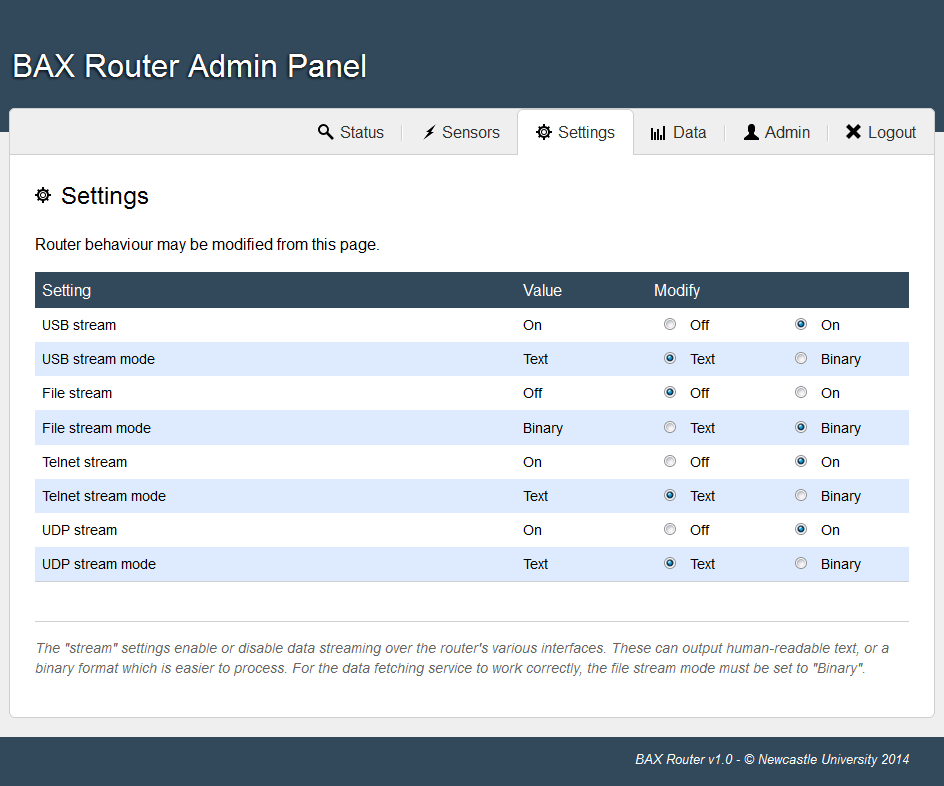 BAX Router Admin Panel
Status Sensors Settings Data Admin Logout
Settings
Router behaviour may be modified from this page.
Setting Value Modify
USB stream On Off On
USB stream mode Text Text Binary
File stream Off Off On
File stream mode Binary Text Binary
Telnet stream On Off On
Telnet stream mode Text Text Binary
UDP stream On Off On
UDP stream mode Text Text Binary
The "stream" settings enable or disable data streaming over the router's various interfaces. These can output human-readable text, or a
binary format which is easier to process. For the data fetching service to work correctly, the file stream mode must be set to "Binary".
BAX Router v1.0 - © Newcastle University 2014